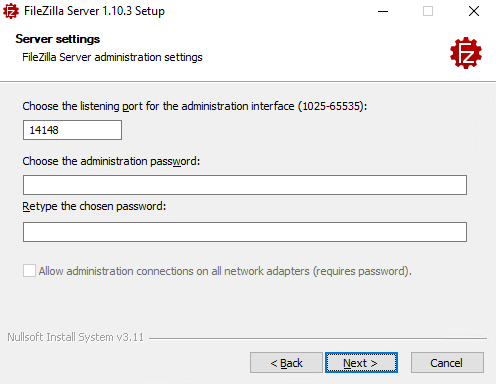 FileZilla Server 1.10.3 Setup
Server settings
FileZilla Server administration settings
FZ
Choose the listening port for the administration interface (1025-65535):
14148
Choose the administration password:
Retype the chosen password:
Allow administration connections on all network adapters (requires password).
Nullsoft Install System v3.11
< Back Next > Cancel